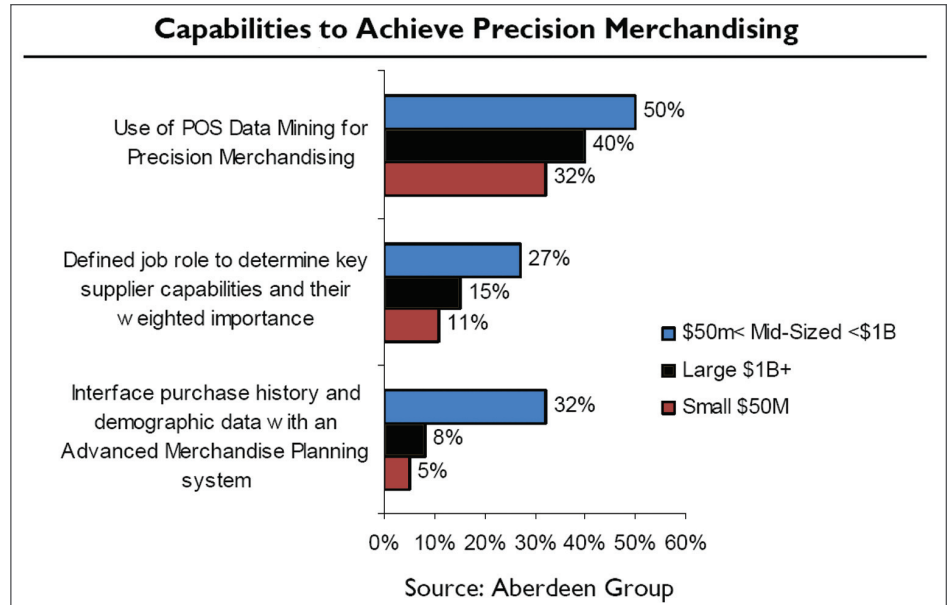 Capabilities to Achieve Precision Merchandising
Use of POS Data Mining for
Precision Merchandising
50%
40%
32%
Defined job role to determine key
supplier capabilities and their
weighted importance
27%
15%
11%
Interface purchase history and
demographic data with an
Advanced Merchandise Planning
system
32%
8%
5%
$50m< Mid-Sized <$1B
Large $1B+
Small $50M
0% 10% 20% 30% 40% 50% 60%
Source: Aberdeen Group